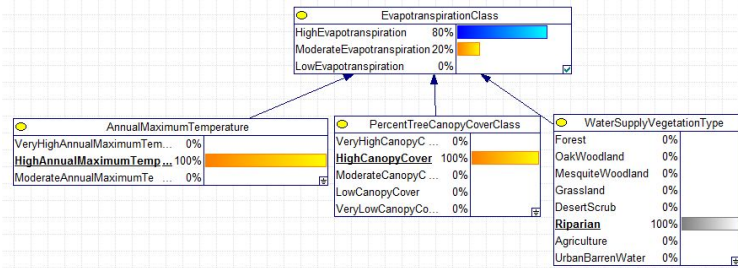 EvapotranspirationClass
HighEvapotranspiration 80%
ModerateEvapotranspiration 20%
LowEvapotranspiration 0%
AnnualMaximumTemperature
VeryHighAnnualMaximumTem... 0%
HighAnnualMaximumTemp... 100%
ModerateAnnualMaximumTe ... 0%
PercentTreeCanopyCoverClass
VeryHighCanopyC ... 0%
HighCanopyCover 100%
ModerateCanopyC ... 0%
LowCanopyCover 0%
VeryLowCanopyCo... 0%
WaterSupplyVegetationType
Forest 0%
OakWoodland 0%
MesquiteWoodland 0%
Grassland 0%
DesertScrub 0%
Riparian 100%
Agriculture 0%
UrbanBarrenWater 0%